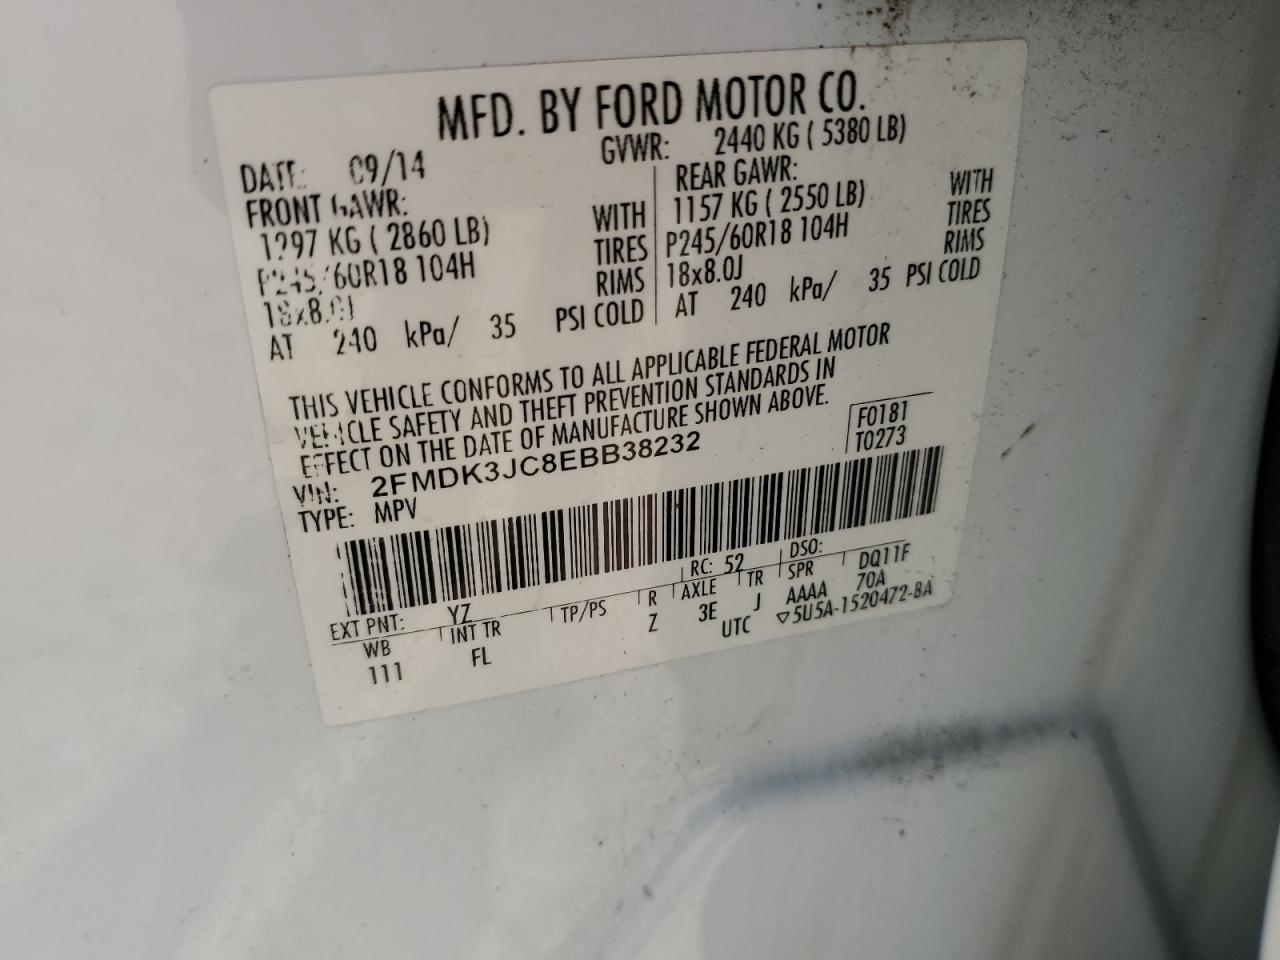 MFD. BY FORD MOTOR CO.
DATE: 09/14 GVWR: 2440 KG ( 5380 LB)
FRONT GAWR: REAR GAWR:
1297 KG ( 2860 LB) WITH 1157 KG ( 2550 LB) WITH
P245/60R18 104H TIRES P245/60R18 104H TIRES
18x8.0J RIMS 18x8.0J RIMS
AT 240 kPa/ 35 PSI COLD AT 240 kPa/ 35 PSI COLD
THIS VEHICLE CONFORMS TO ALL APPLICABLE FEDERAL MOTOR
VEHICLE SAFETY AND THEFT PREVENTION STANDARDS IN
EFFECT ON THE DATE OF MANUFACTURE SHOWN ABOVE.
F0181
T0273
VIN: 2FMDK3JC8EBB38232
TYPE: MPV
EXT PNT: YZ RC: 52 DSO:
WB INT TR TP/PS R AXLE TR SPR DQ11F
111 FL Z 3E J AAAA 70A
UTC ▽5U5A-1520472-BA